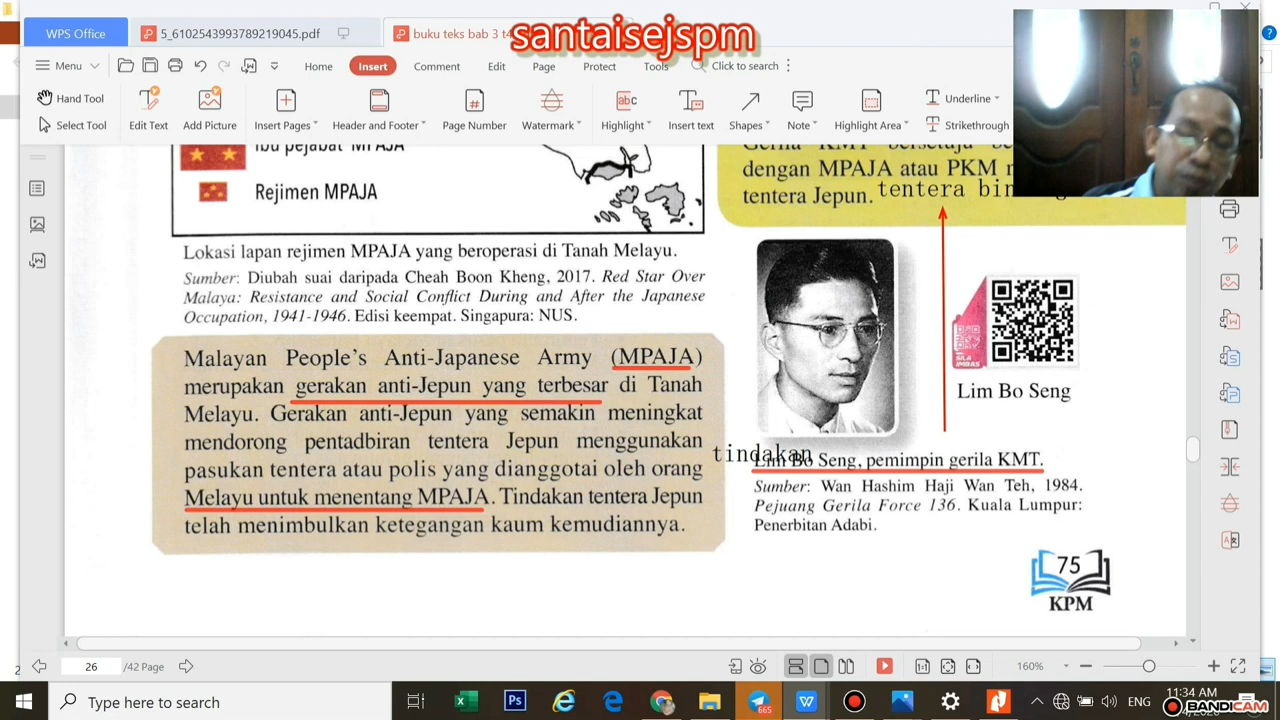 santaisejspm
WPS Office
5_6102543993789219045.pdf
buku teks bab 3 t4
Menu
Home
Insert
Comment
Edit
Page
Protect
Tools
Click to search
Hand Tool
Select Tool
Edit Text
Add Picture
Insert Pages
Header and Footer
Page Number
Watermark
Highlight
Insert text
Shapes
Note
Highlight Area
Underline
Strikethrough
Ibu pejabat MPAJA
Rejimen MPAJA
Lokasi lapan rejimen MPAJA yang beroperasi di Tanah Melayu.
Sumber: Diubah suai daripada Cheah Boon Kheng, 2017. Red Star Over
Malaya: Resistance and Social Conflict During and After the Japanese
Occupation, 1941-1946. Edisi keempat. Singapura: NUS.
Malayan People's Anti-Japanese Army (MPAJA)
merupakan gerakan anti-Jepun yang terbesar di Tanah
Melayu. Gerakan anti-Jepun yang semakin meningkat
mendorong pentadbiran tentera Jepun menggunakan
pasukan tentera atau polis yang dianggotai oleh orang
Melayu untuk menentang MPAJA. Tindakan tentera Jepun
telah menimbulkan ketegangan kaum kemudiannya.
Gerila KMT bersetuju
dengan MPAJA atau PKM
tentera Jepun.
tentera
tindakan
Lim Bo Seng
Lim Bo Seng, pemimpin gerila KMT.
Sumber: Wan Hashim Haji Wan Teh, 1984.
Pejuang Gerila Force 136. Kuala Lumpur:
Penerbitan Adabi.
75
KPM
26
/42 Page
160%
Type here to search
665
ENG
11:34 AM
BANDICAM